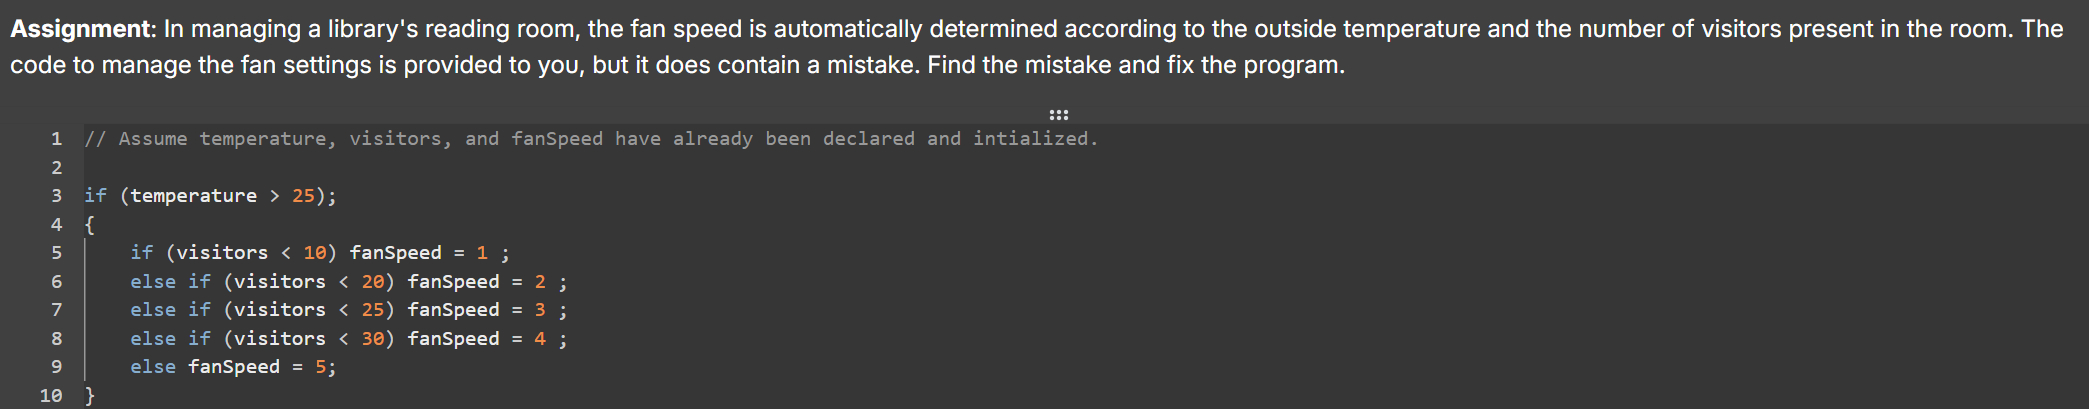 Assignment: In managing a library's reading room, the fan speed is automatically determined according to the outside temperature and the number of visitors present in the room. The
code to manage the fan settings is provided to you, but it does contain a mistake. Find the mistake and fix the program.
1 // Assume temperature, visitors, and fanSpeed have already been declared and intialized.
2
3 if (temperature > 25);
4 {
5     if (visitors < 10) fanSpeed = 1 ;
6     else if (visitors < 20) fanSpeed = 2 ;
7     else if (visitors < 25) fanSpeed = 3 ;
8     else if (visitors < 30) fanSpeed = 4 ;
9     else fanSpeed = 5;
10 }